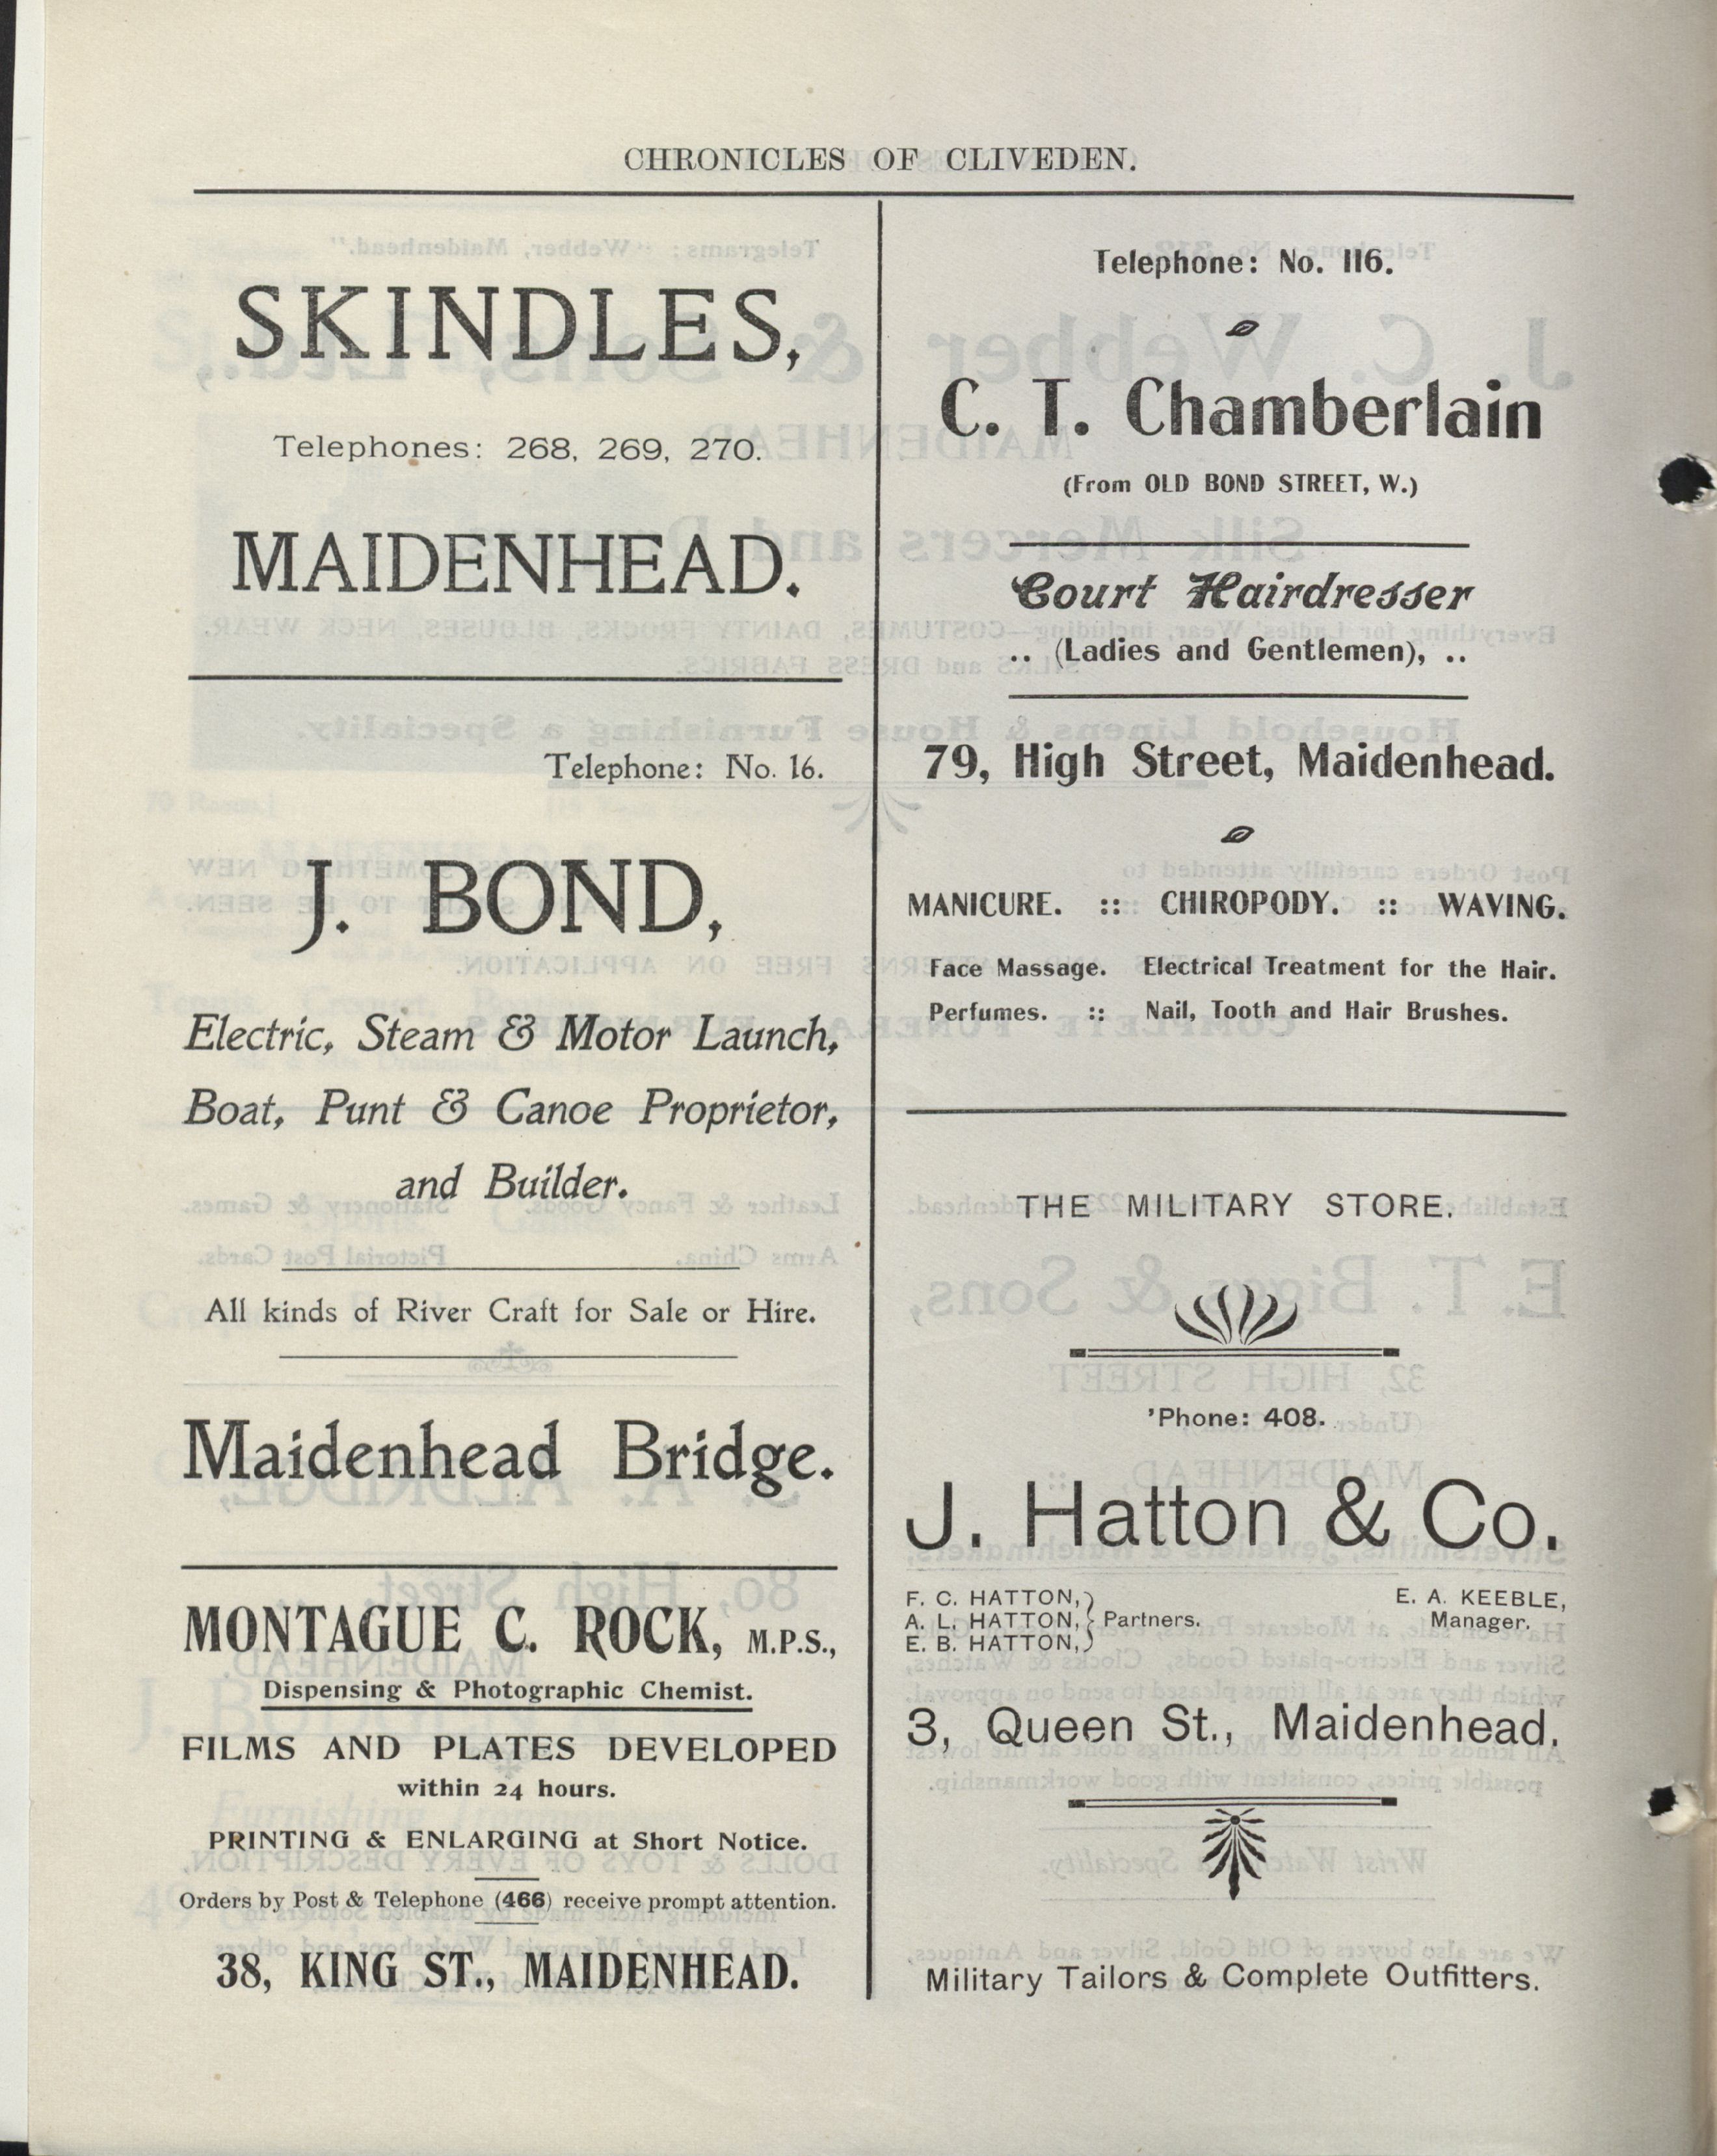 CHRONICLES OF CLIVEDEN.
SKINDLES,
Telephones: 268, 269, 270.
MAIDENHEAD.
Telephone: No. 16.
J. BOND,
Electric, Steam & Motor Launch,
Boat, Punt & Canoe Proprietor,
and Builder.
All kinds of River Craft for Sale or Hire.
Maidenhead Bridge.
MONTAGUE C. ROCK, M.P.S.,
Dispensing & Photographic Chemist.
FILMS AND PLATES DEVELOPED
within 24 hours.
PRINTING & ENLARGING at Short Notice.
Orders by Post & Telephone (466) receive prompt attention.
38, KING ST., MAIDENHEAD.
Telephone: No. 116.
C. T. Chamberlain
(From OLD BOND STREET, W.)
Court Hairdresser
.. (Ladies and Gentlemen), ..
79, High Street, Maidenhead.
MANICURE. :: CHIROPODY. :: WAVING.
Face Massage. Electrical Treatment for the Hair.
Perfumes. :: Nail, Tooth and Hair Brushes.
THE MILITARY STORE.
'Phone: 408.
J. Hatton & Co.
F. C. HATTON,
A. L. HATTON, } Partners.
E. B. HATTON,
E. A. KEEBLE,
Manager.
3, Queen St., Maidenhead.
Military Tailors & Complete Outfitters.